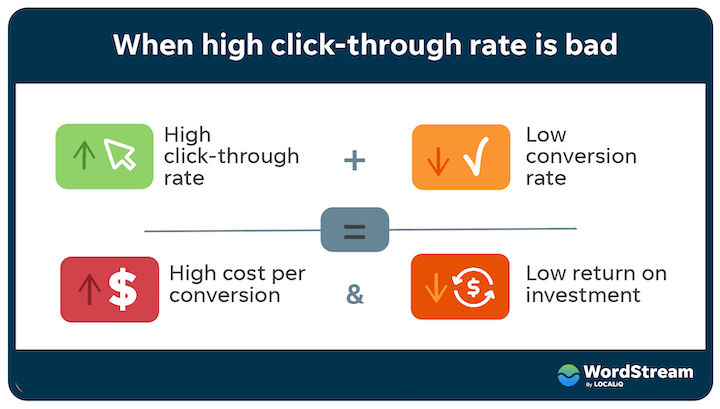 When high click-through rate is bad
High
click-through
rate
+
Low
conversion
rate
=
$
High cost per
conversion
&
$
Low return on
investment
WordStream
By LOCALiQ